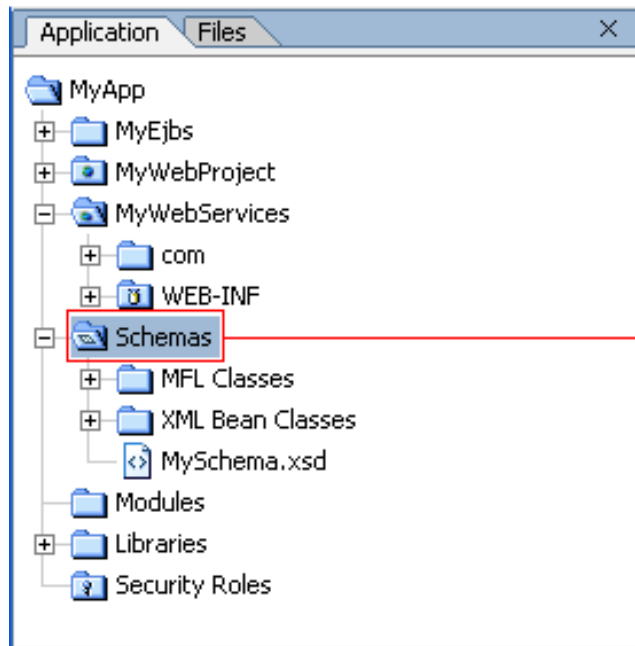 Application Files
MyApp
MyEjbs
MyWebProject
MyWebServices
com
WEB-INF
Schemas
MFL Classes
XML Bean Classes
MySchema.xsd
Modules
Libraries
Security Roles